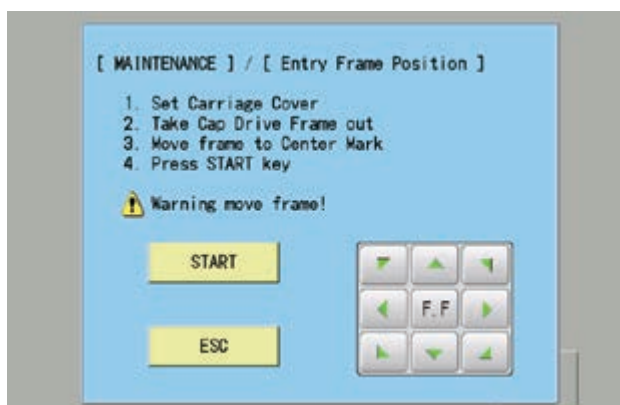 [ MAINTENANCE ] / [ Entry Frame Position ]
1. Set Carriage Cover
2. Take Cap Drive Frame out
3. Move frame to Center Mark
4. Press START key
Warning move frame!
START
F.F
ESC